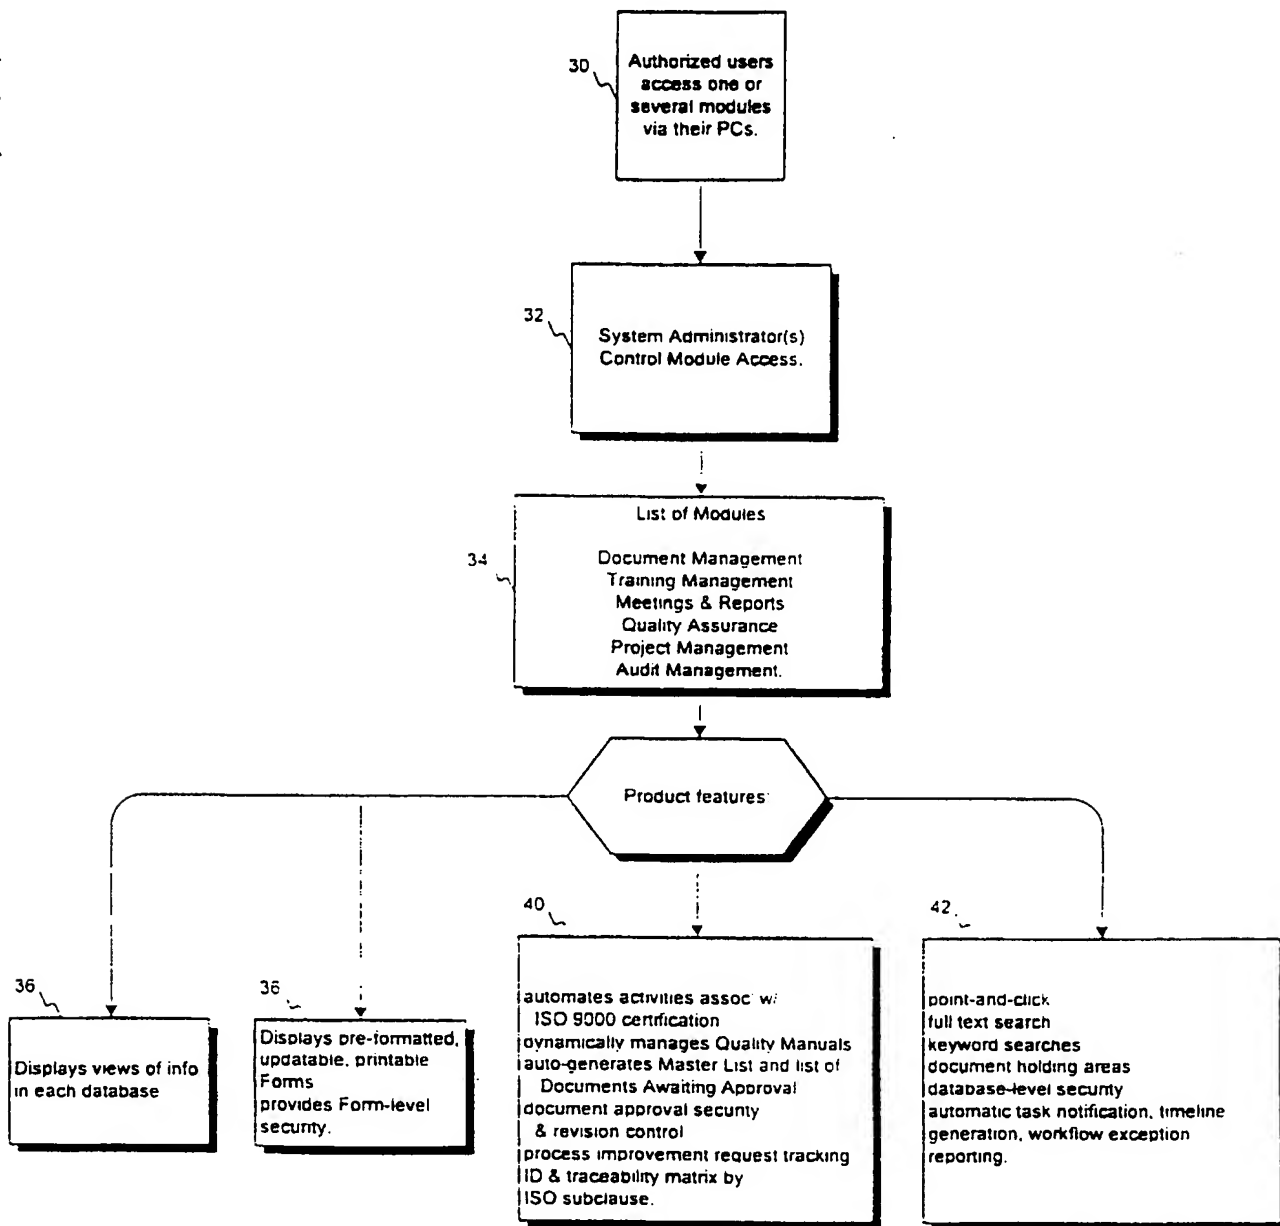 30
Authorized users
access one or
several modules
via their PCs.
32
System Administrator(s)
Control Module Access.
34
List of Modules
Document Management
Training Management
Meetings & Reports
Quality Assurance
Project Management
Audit Management.
Product features:
36
Displays views of info
in each database
36
Displays pre-formatted,
updatable, printable
Forms
provides Form-level
security.
40
automates activities assoc' w/
ISO 9000 certification
dynamically manages Quality Manuals
auto-generates Master List and list of
Documents Awaiting Approval
document approval security
& revision control
process improvement request tracking
ID & traceability matrix by
ISO subclause.
42
point-and-click
full text search
keyword searches
document holding areas
database-level security
automatic task notification, timeline
generation, workflow exception
reporting.